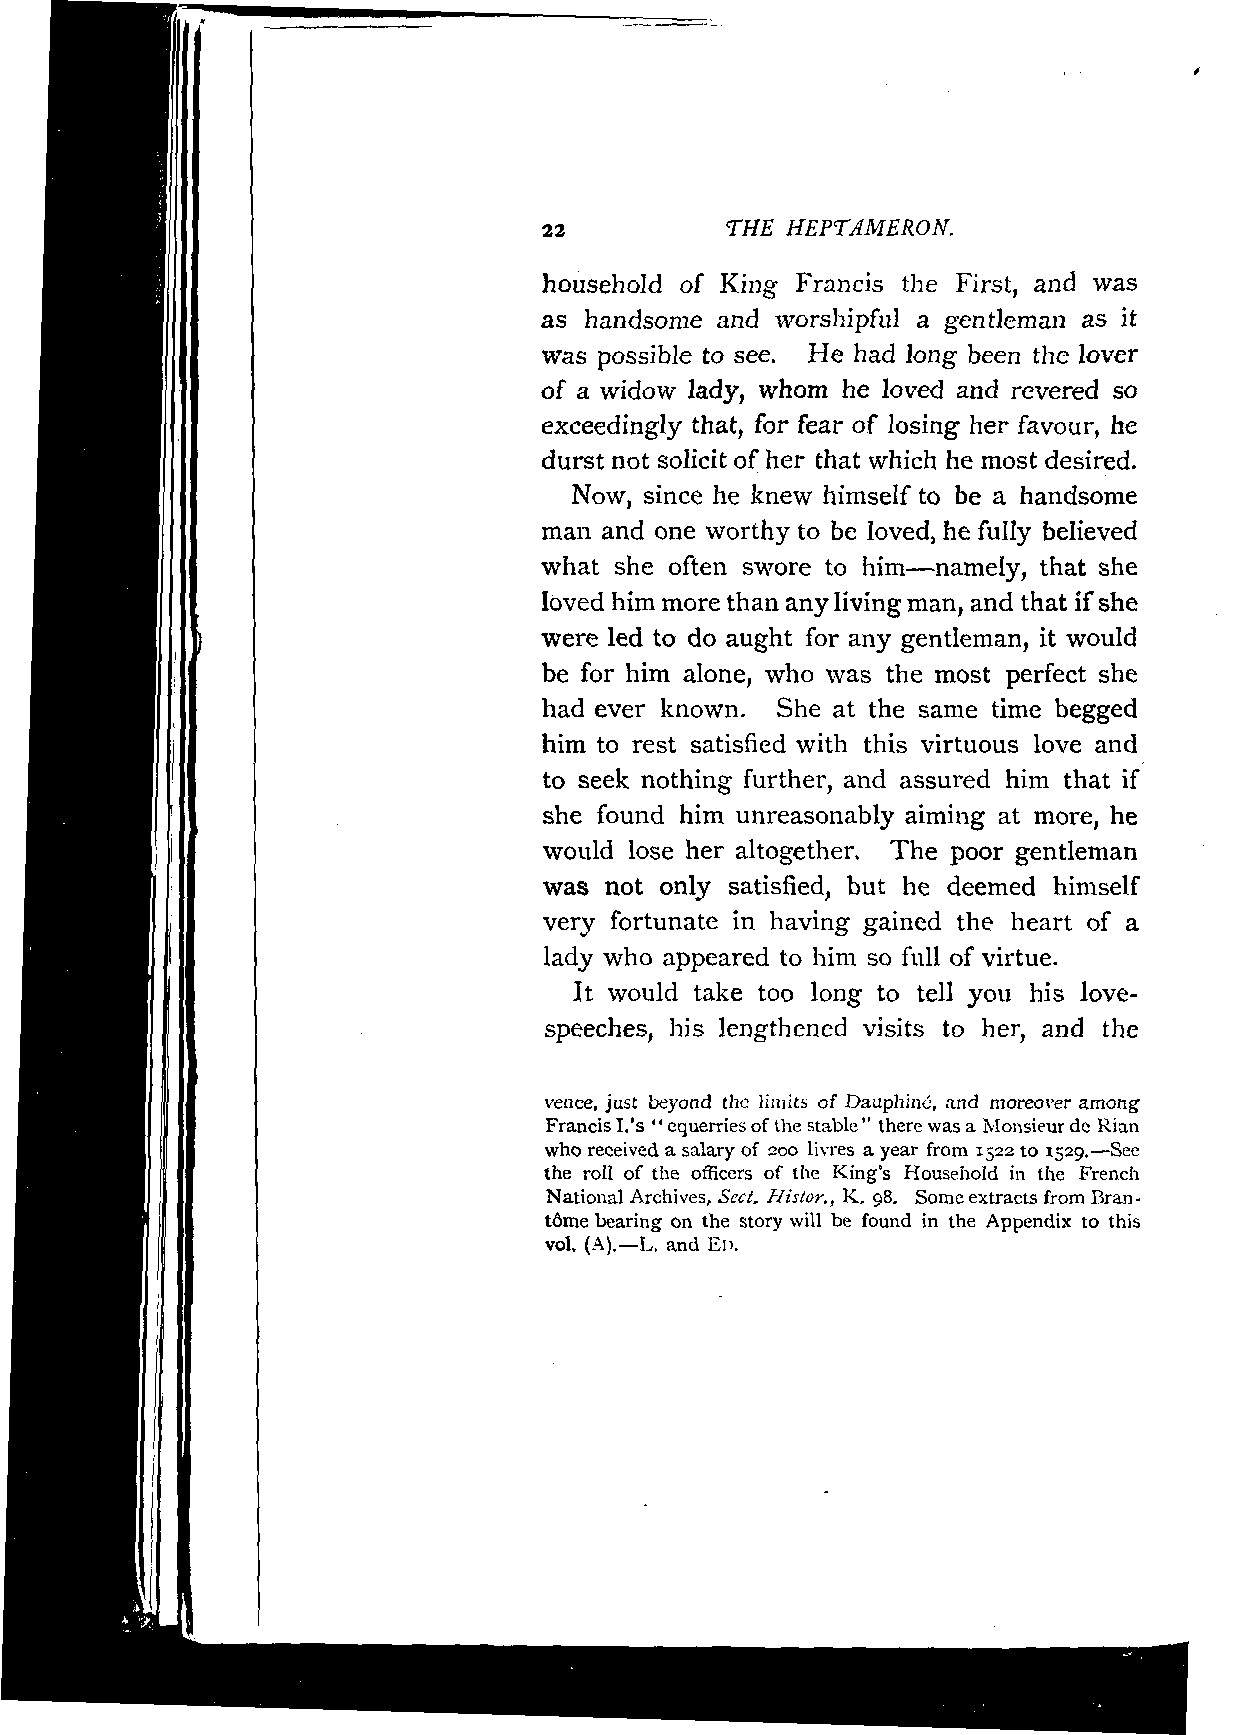 22 THE HEPTAMERON.
household of King Francis the First, and was
as handsome and worshipful a gentleman as it
was possible to see. He had long been the lover
of a widow lady, whom he loved and revered so
exceedingly that, for fear of losing her favour, he
durst not solicit of her that which he most desired.
Now, since he knew himself to be a handsome
man and one worthy to be loved, he fully believed
what she often swore to him—namely, that she
loved him more than any living man, and that if she
were led to do aught for any gentleman, it would
be for him alone, who was the most perfect she
had ever known. She at the same time begged
him to rest satisfied with this virtuous love and
to seek nothing further, and assured him that if
she found him unreasonably aiming at more, he
would lose her altogether. The poor gentleman
was not only satisfied, but he deemed himself
very fortunate in having gained the heart of a
lady who appeared to him so full of virtue.
It would take too long to tell you his love-
speeches, his lengthened visits to her, and the
vence, just beyond the limits of Dauphiné, and moreover among
Francis I.'s "equerries of the stable" there was a Monsieur de Rian
who received a salary of 200 livres a year from 1522 to 1529.—See
the roll of the officers of the King's Household in the French
National Archives, Sect. Histor., K. 98. Some extracts from Bran-
tôme bearing on the story will be found in the Appendix to this
vol. (A).—L. and ED.